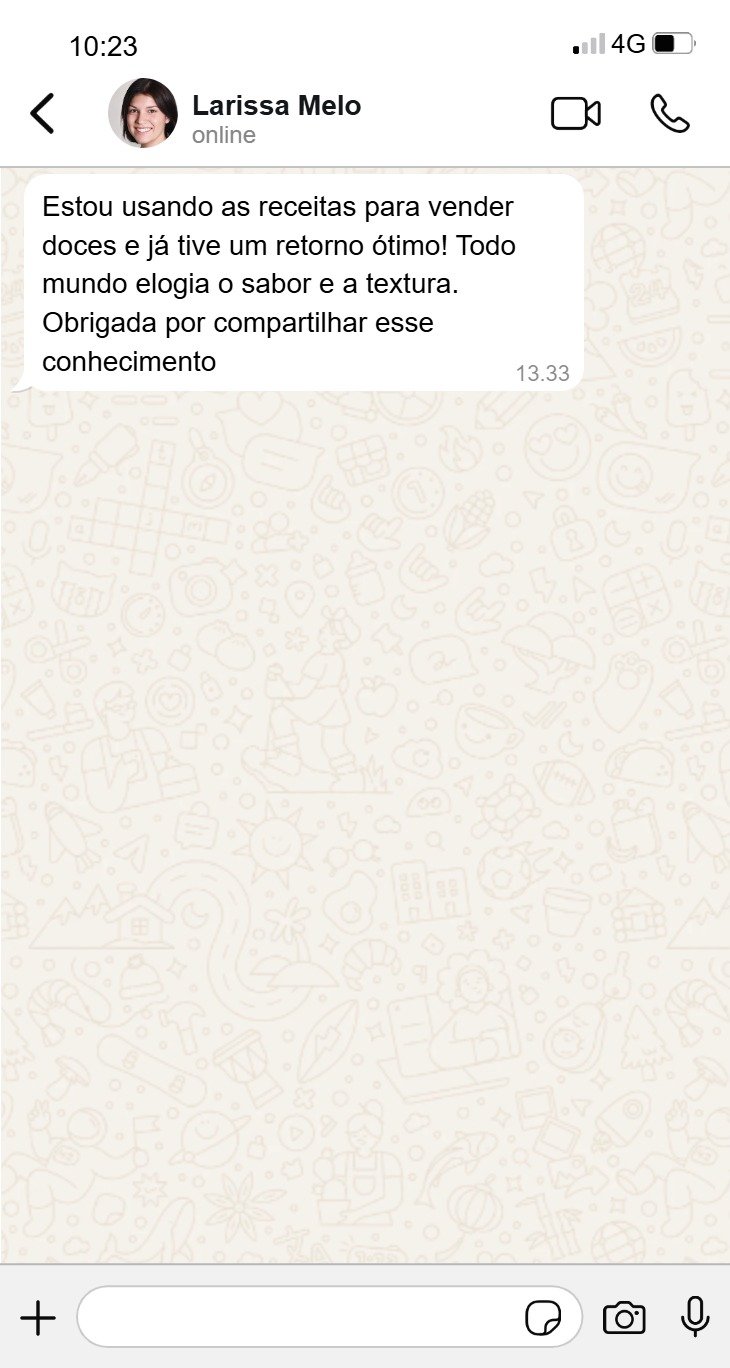 10:23
4G
Larissa Melo
online
Estou usando as receitas para vender
doces e já tive um retorno ótimo! Todo
mundo elogia o sabor e a textura.
Obrigada por compartilhar esse
conhecimento
13.33